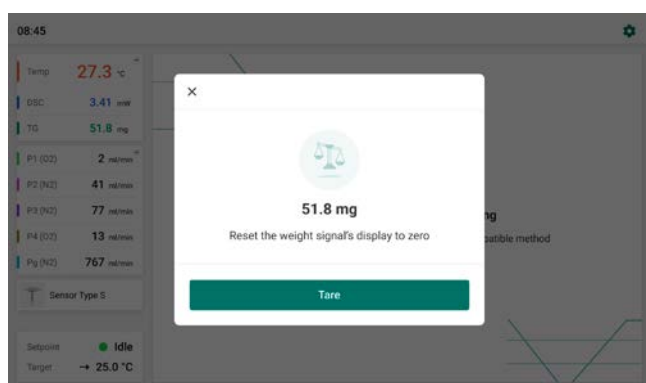 08:45
Temp 27.3 °C
DSC 3.41 mW
TG 51.8 mg
P1 (O2) 2 ml/min
P2 (N2) 41 ml/min
P3 (N2) 77 ml/min
P4 (O2) 13 ml/min
Pg (N2) 767 ml/min
Sensor Type S
Setpoint Idle
Target → 25.0 °C
51.8 mg
Reset the weight signal's display to zero
Tare
ng
patible method